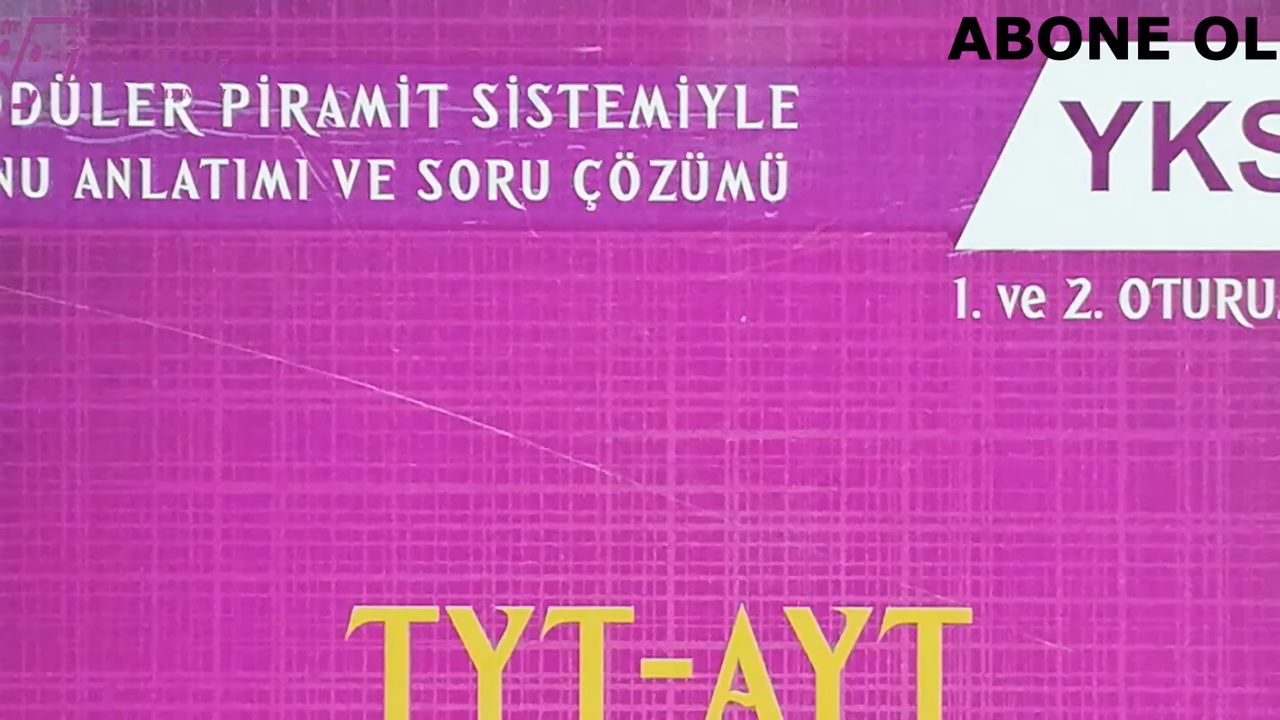 ABONE OL
DÜLER PİRAMİT SİSTEMİYLE
NU ANLATIMI VE SORU ÇÖZÜMÜ
YKS
1. ve 2. OTURU
TYT-AYT